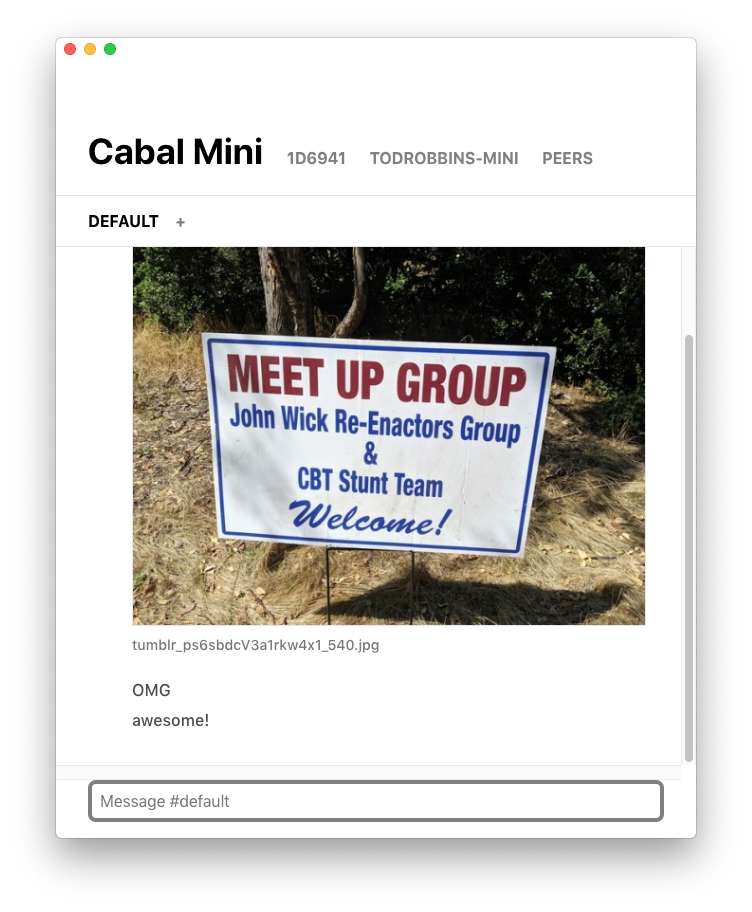 Cabal Mini 1D6941 TODROBBINS-MINI PEERS
DEFAULT +
MEET UP GROUP
John Wick Re-Enactors Group
&
CBT Stunt Team
Welcome!
tumblr_ps6sbdcV3a1rkw4x1_540.jpg
OMG
awesome!
Message #default